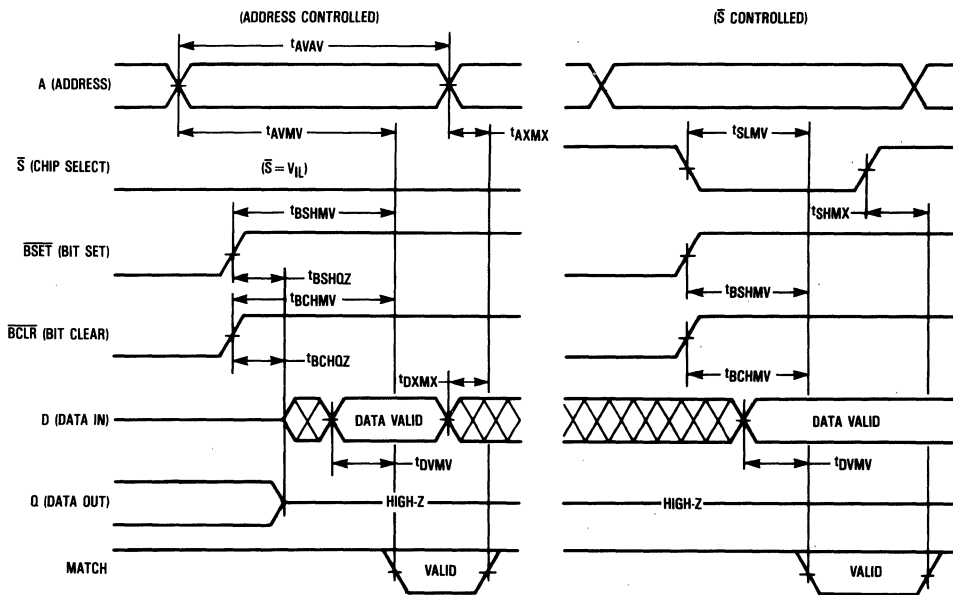 (ADDRESS CONTROLLED) (S̅ CONTROLLED)
tAVAV
A (ADDRESS)
tAVMV tAXMX tSLMV
S̅ (CHIP SELECT) (S̅ = VIL)
tSHMX
tBSHMV
B̅S̅E̅T̅ (BIT SET)
tBSHQZ tBSHMV
tBCHMV
B̅C̅L̅R̅ (BIT CLEAR)
tBCHQZ tBCHMV
tDXMX
D (DATA IN) DATA VALID DATA VALID
tDVMV tDVMV
Q (DATA OUT) HIGH-Z HIGH-Z
MATCH VALID VALID